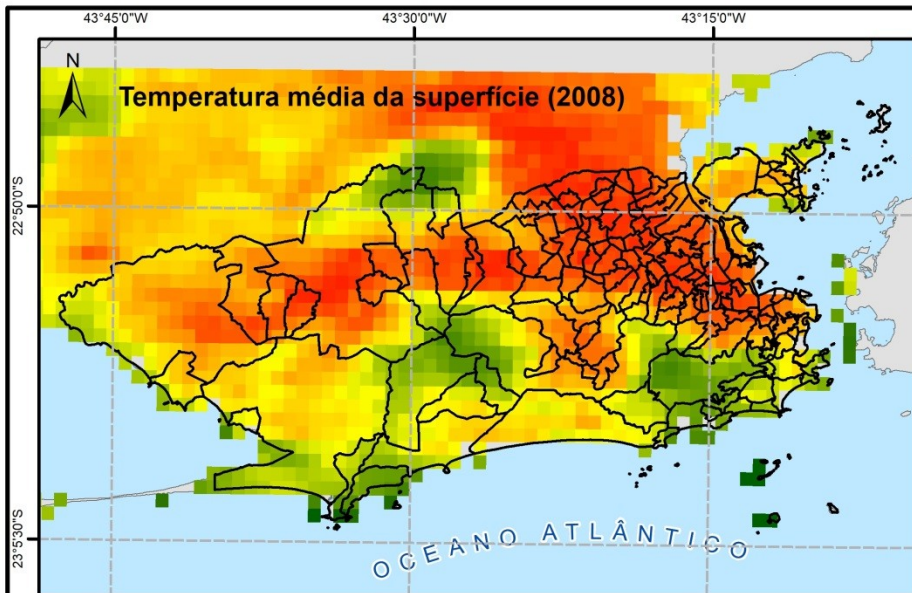 43°45'0"W
43°30'0"W
43°15'0"W
N
Temperatura média da superfície (2008)
22°50'0"S
23°5'30"S
OCEANO ATLÂNTICO